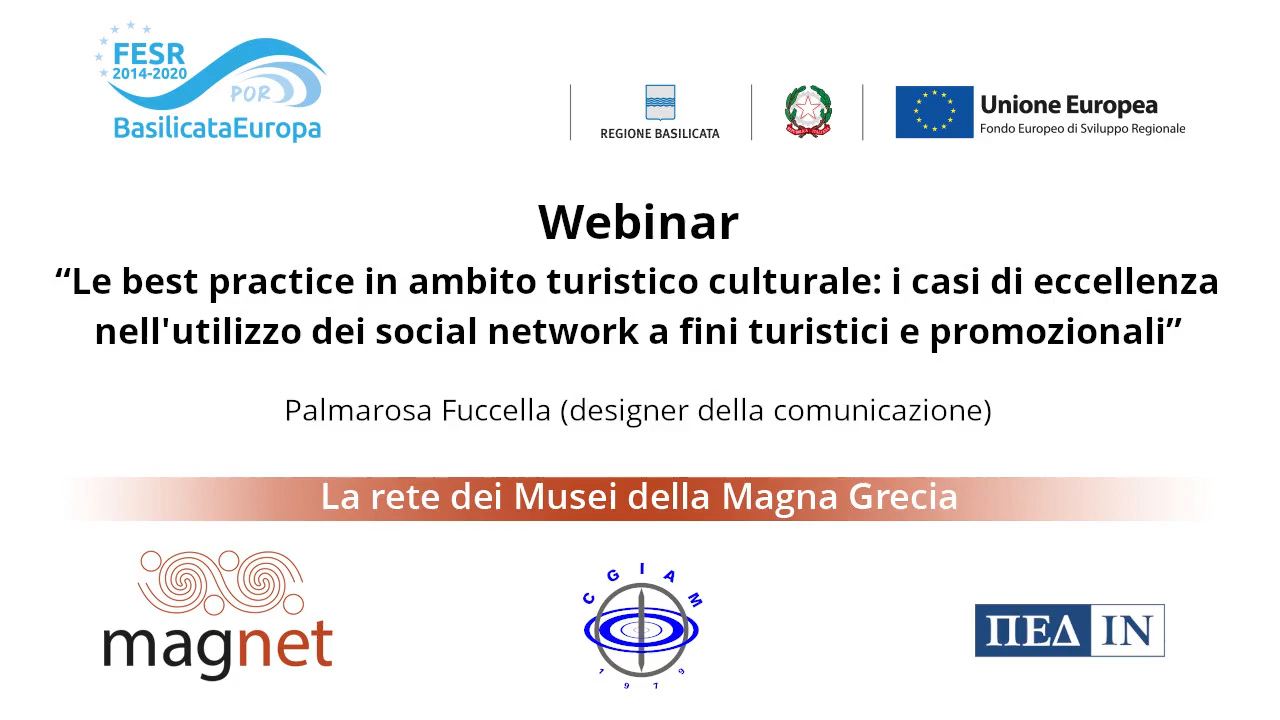 FESR
2014-2020
POR
BasilicataEuropa
REGIONE BASILICATA
Unione Europea
Fondo Europeo di Sviluppo Regionale
Webinar
“Le best practice in ambito turistico culturale: i casi di eccellenza
nell'utilizzo dei social network a fini turistici e promozionali”
Palmarosa Fuccella (designer della comunicazione)
La rete dei Musei della Magna Grecia
magnet
CGIAM
1979
ΠΕΔ IN